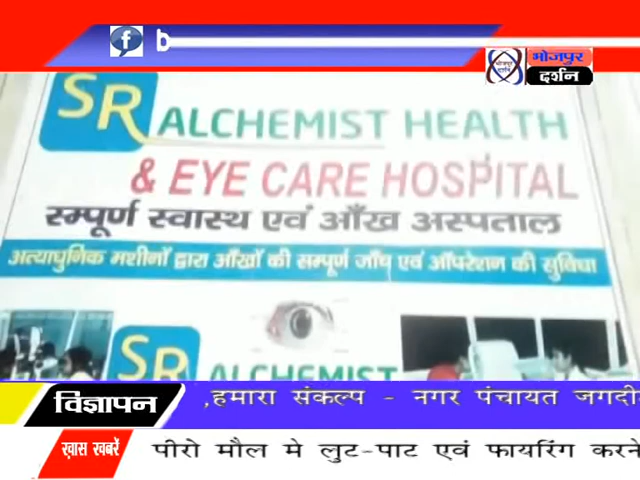 b
भोजपुर
दर्शन
SR
ALCHEMIST HEALTH
& EYE CARE HOSPITAL
सम्पूर्ण स्वास्थ एवं आँख अस्पताल
अत्याधुनिक मशीनों द्वारा आँखों की सम्पूर्ण जाँच एवं ऑपरेशन की सुविधा
SR ALCHEMIST
विज्ञापन
,हमारा संकल्प - नगर पंचायत जगदी
ख़ास ख़बरें
पीरो मौल मे लुट-पाट एवं फायरिंग करने